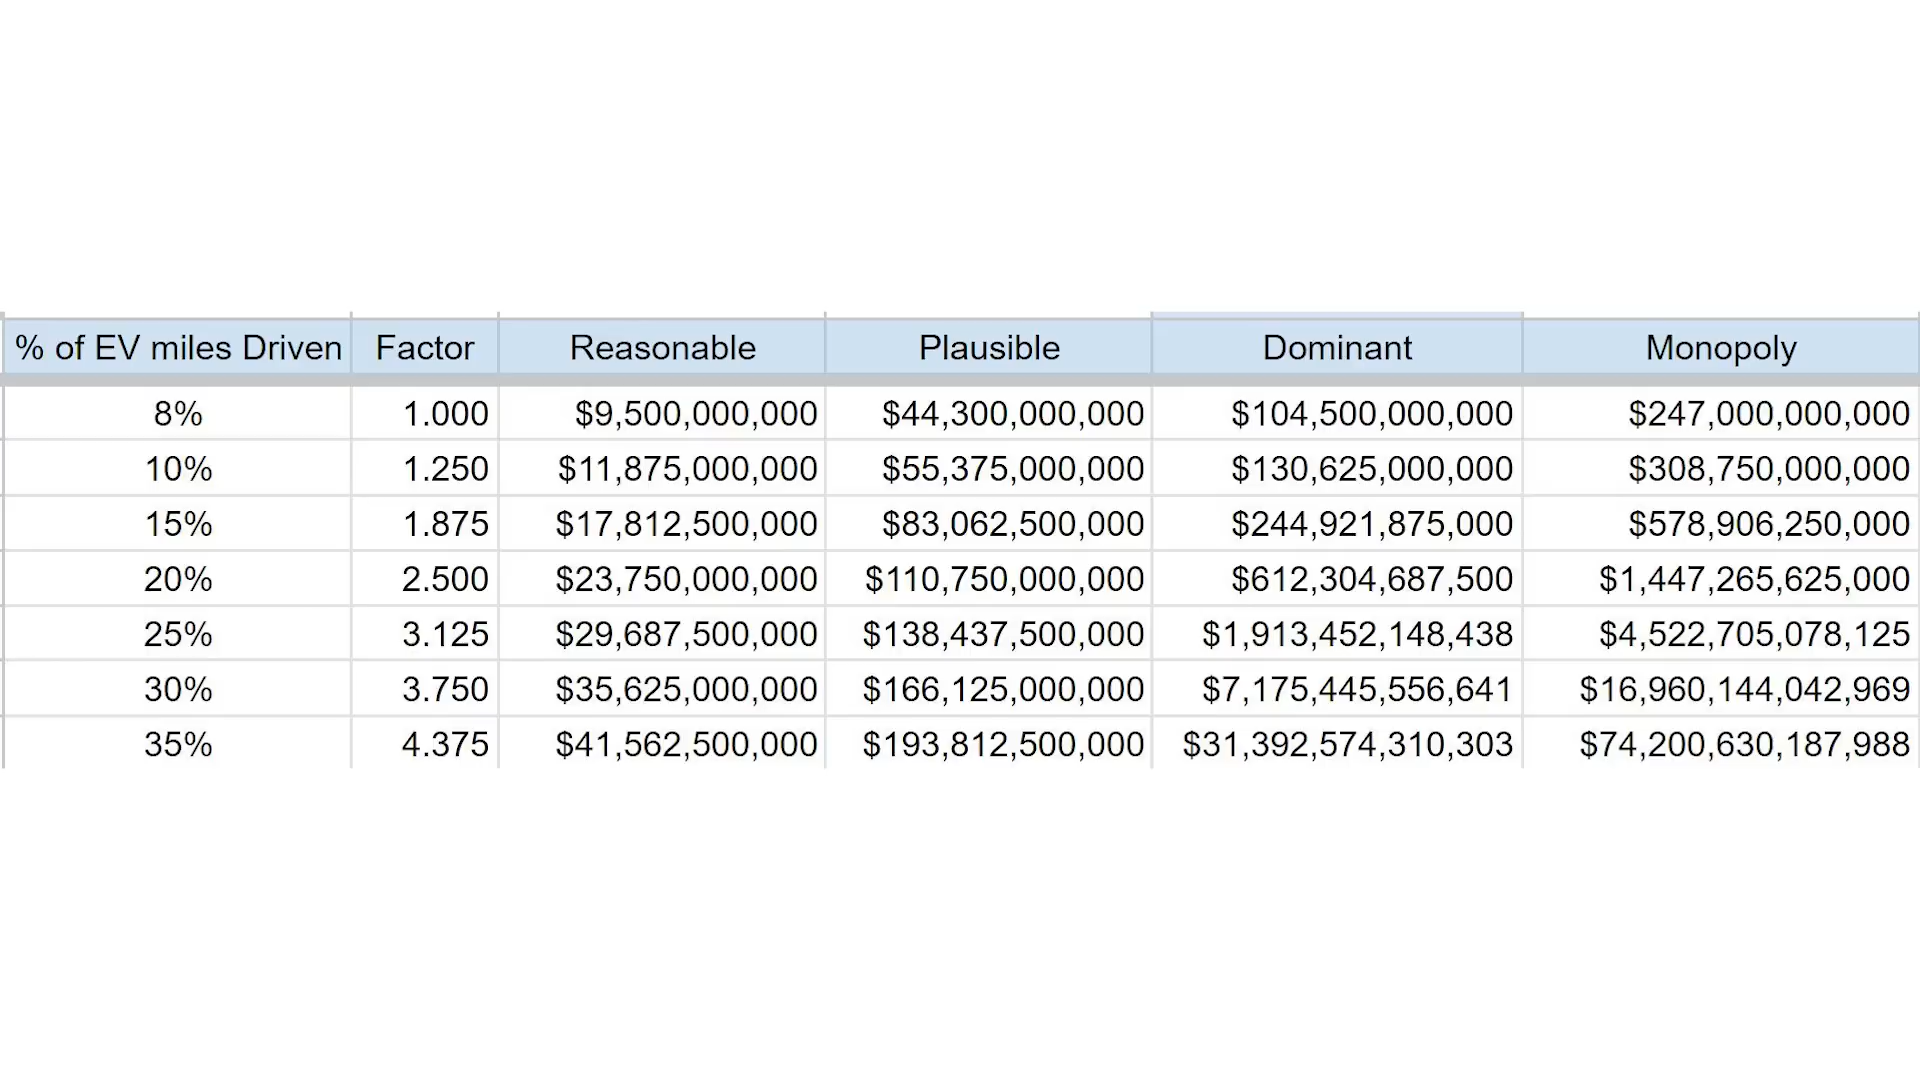 % of EV miles Driven Factor Reasonable Plausible Dominant Monopoly
8% 1.000 $9,500,000,000 $44,300,000,000 $104,500,000,000 $247,000,000,000
10% 1.250 $11,875,000,000 $55,375,000,000 $130,625,000,000 $308,750,000,000
15% 1.875 $17,812,500,000 $83,062,500,000 $244,921,875,000 $578,906,250,000
20% 2.500 $23,750,000,000 $110,750,000,000 $612,304,687,500 $1,447,265,625,000
25% 3.125 $29,687,500,000 $138,437,500,000 $1,913,452,148,438 $4,522,705,078,125
30% 3.750 $35,625,000,000 $166,125,000,000 $7,175,445,556,641 $16,960,144,042,969
35% 4.375 $41,562,500,000 $193,812,500,000 $31,392,574,310,303 $74,200,630,187,988